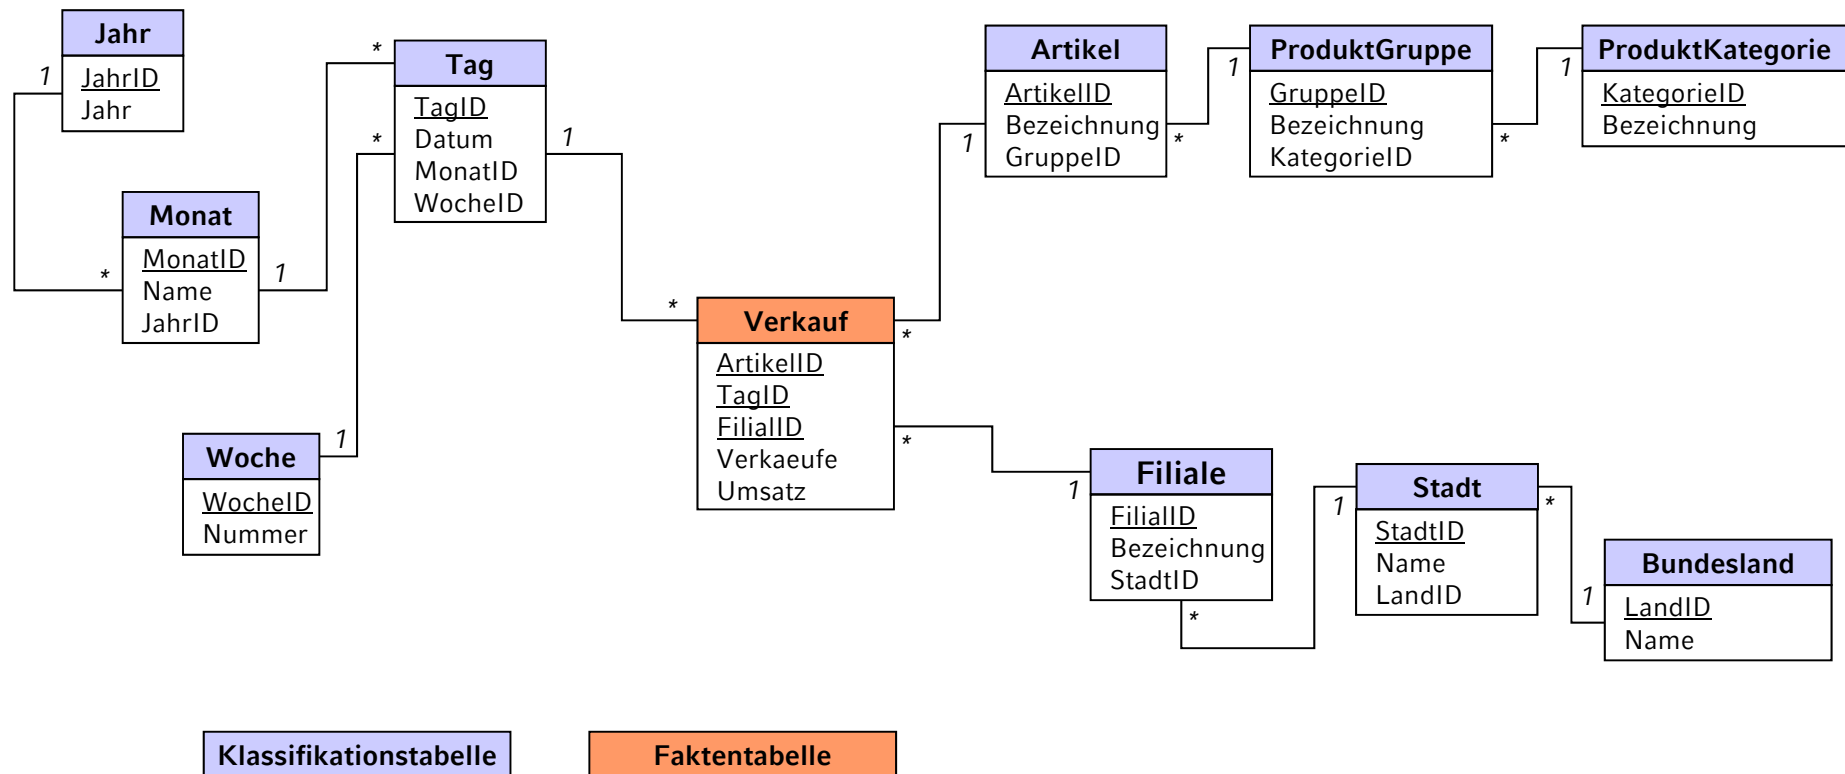 Jahr
JahrID
Jahr
1
*
Monat
MonatID
Name
JahrID
1
*
Tag
TagID
Datum
MonatID
WocheID
*
1
Woche
WocheID
Nummer
1
*
Verkauf
ArtikelID
TagID
FilialID
Verkaeufe
Umsatz
*
*
1
Artikel
ArtikelID
Bezeichnung
GruppeID
*
1
ProduktGruppe
GruppeID
Bezeichnung
KategorieID
*
1
ProduktKategorie
KategorieID
Bezeichnung
1
Filiale
FilialID
Bezeichnung
StadtID
*
1
Stadt
StadtID
Name
LandID
*
1
Bundesland
LandID
Name
Klassifikationstabelle
Faktentabelle